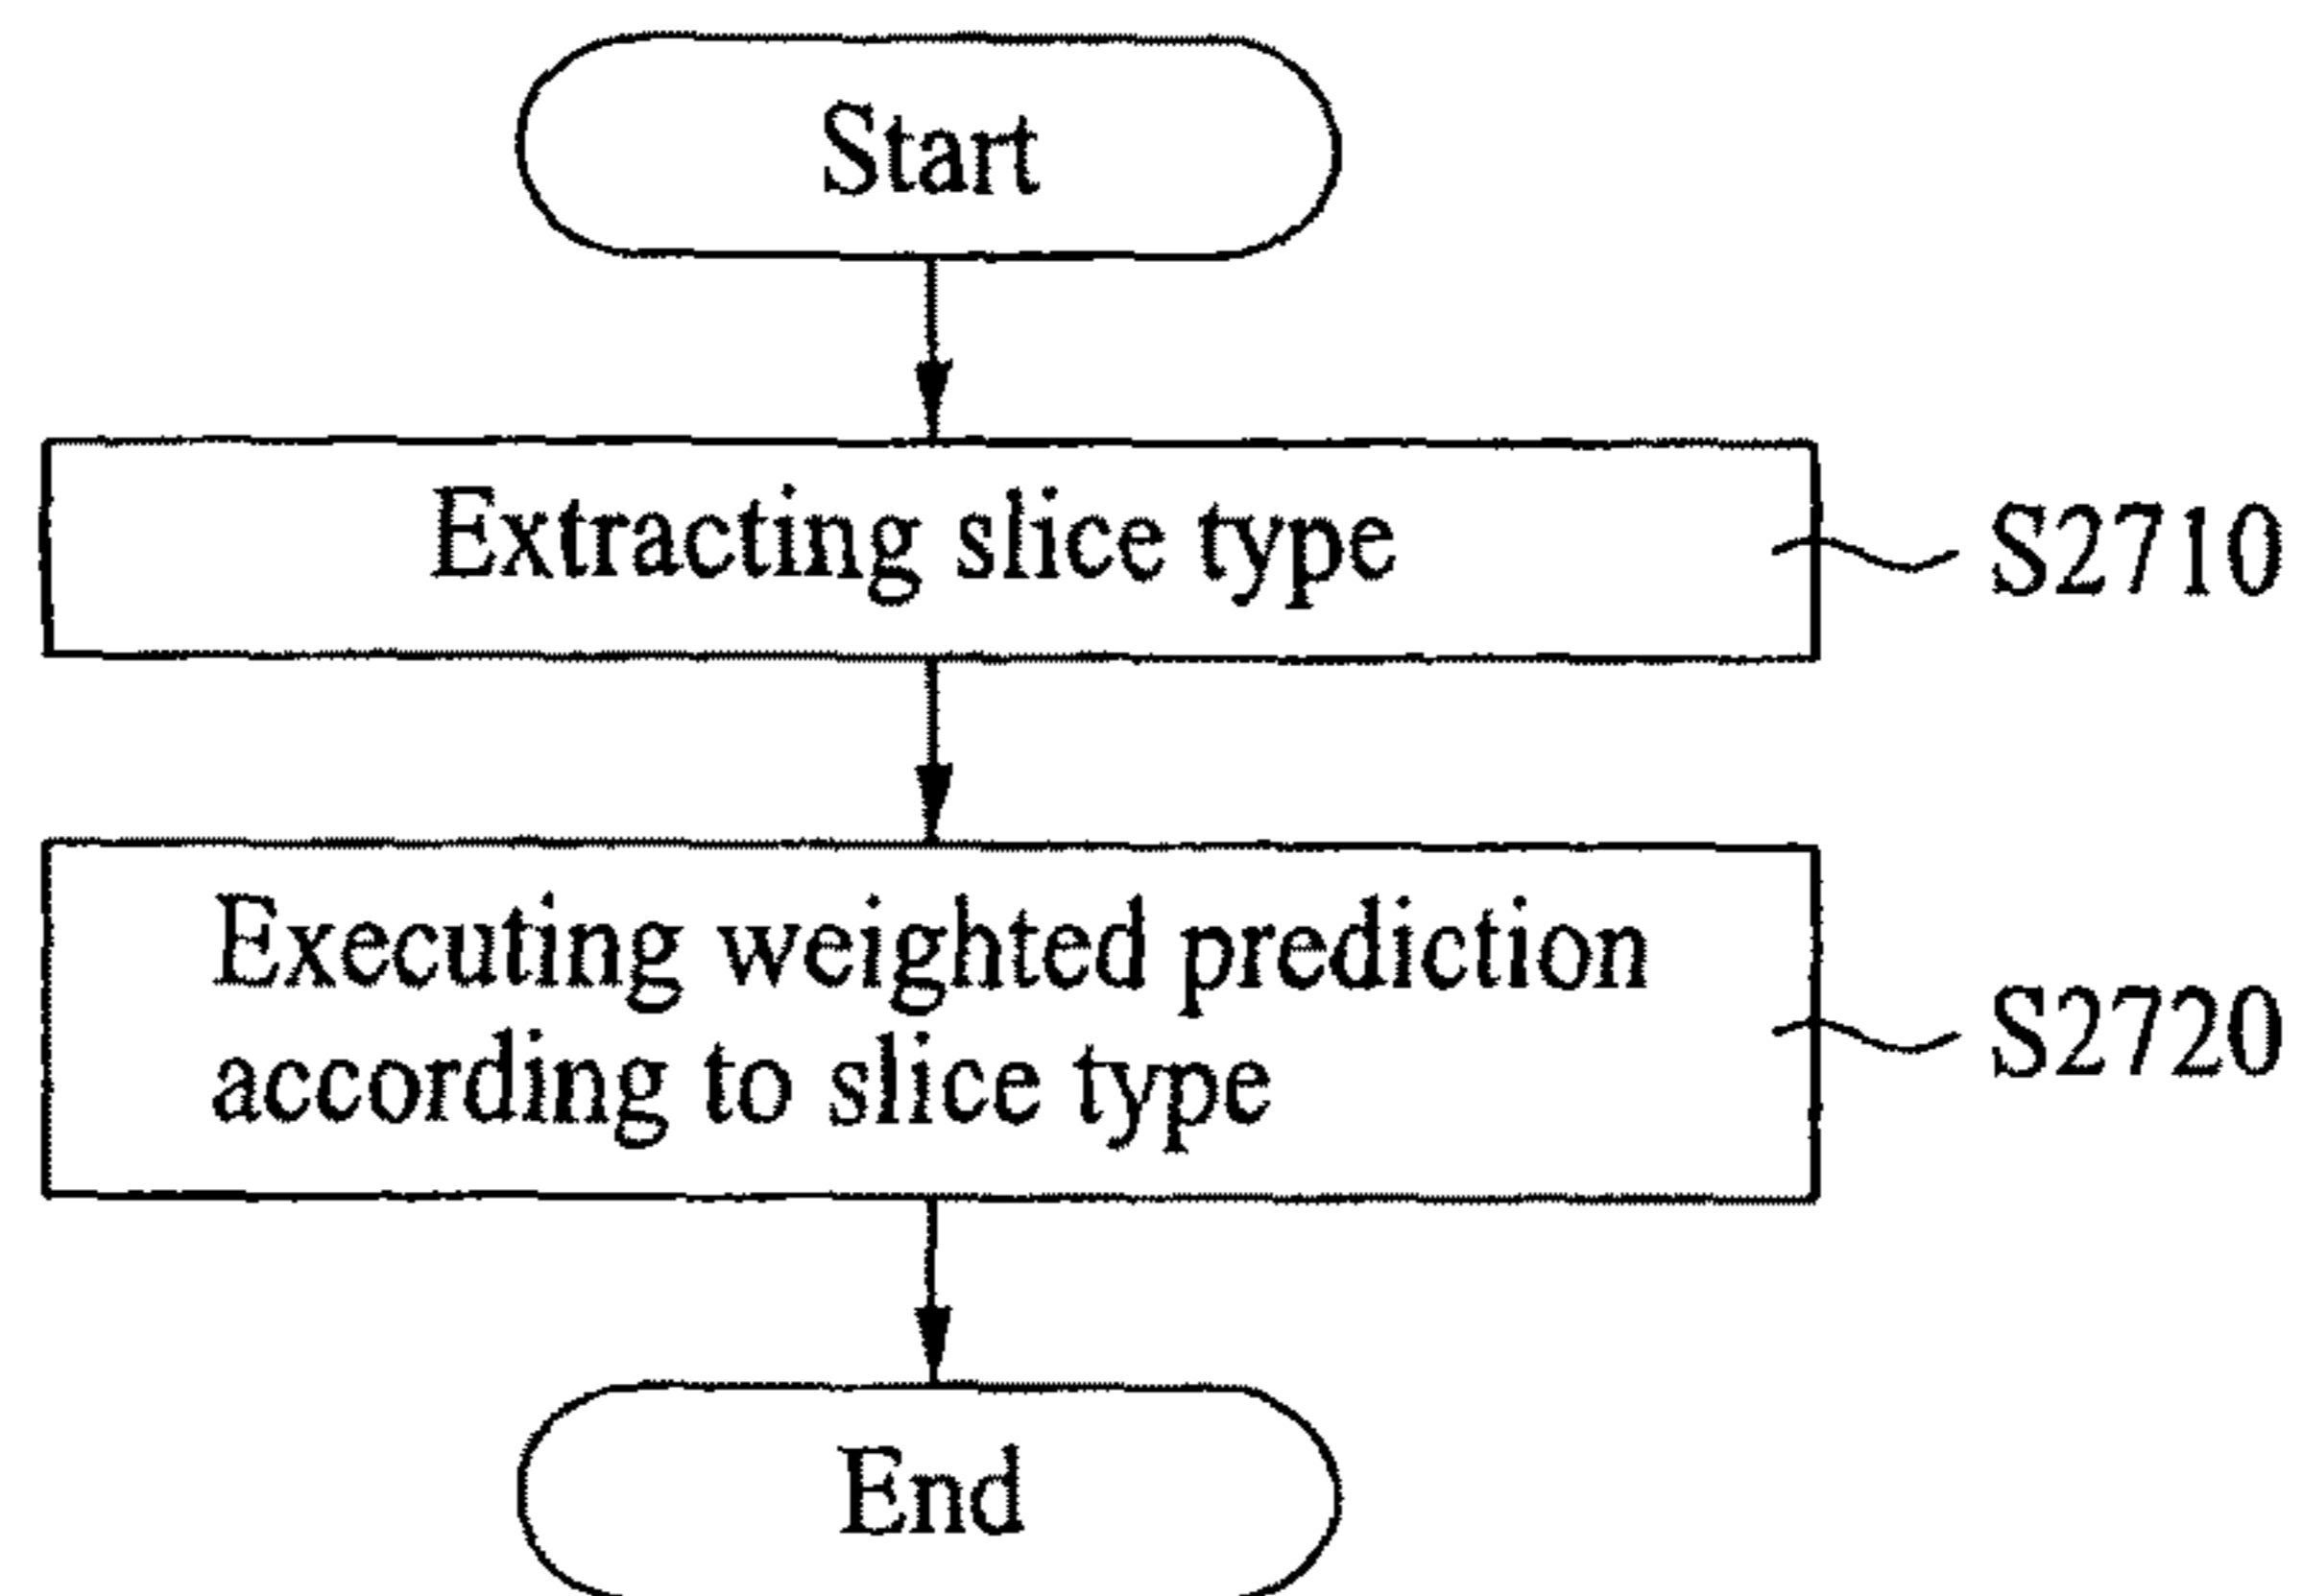 Start
Extracting slice type
S2710
Executing weighted prediction
according to slice type
S2720
End